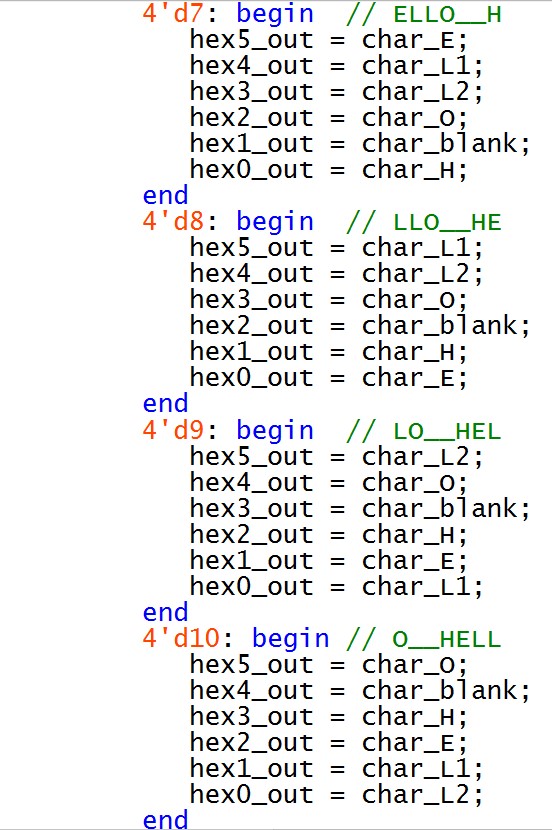 4'd7: begin  // ELLO__H
hex5_out = char_E;
hex4_out = char_L1;
hex3_out = char_L2;
hex2_out = char_O;
hex1_out = char_blank;
hex0_out = char_H;
end
4'd8: begin  // LLO__HE
hex5_out = char_L1;
hex4_out = char_L2;
hex3_out = char_O;
hex2_out = char_blank;
hex1_out = char_H;
hex0_out = char_E;
end
4'd9: begin  // LO__HEL
hex5_out = char_L2;
hex4_out = char_O;
hex3_out = char_blank;
hex2_out = char_H;
hex1_out = char_E;
hex0_out = char_L1;
end
4'd10: begin // O__HELL
hex5_out = char_O;
hex4_out = char_blank;
hex3_out = char_H;
hex2_out = char_E;
hex1_out = char_L1;
hex0_out = char_L2;
end